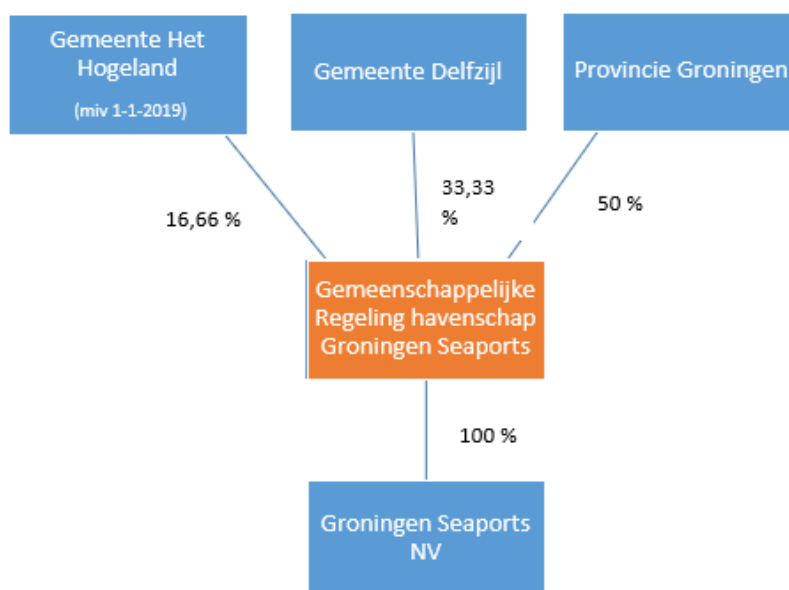 Gemeente Het
Hogeland
(miv 1-1-2019)
Gemeente Delfzijl
Provincie Groningen
16,66 %
33,33
%
50 %
Gemeenschappelijke
Regeling havenschap
Groningen Seaports
100 %
Groningen Seaports
NV